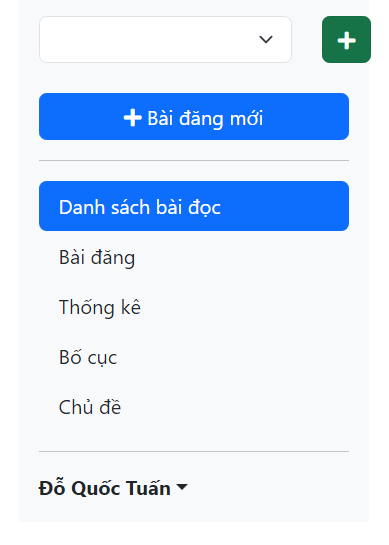 Bài đăng mới
Danh sách bài đọc
Bài đăng
Thống kê
Bố cục
Chủ đề
Đỗ Quốc Tuấn